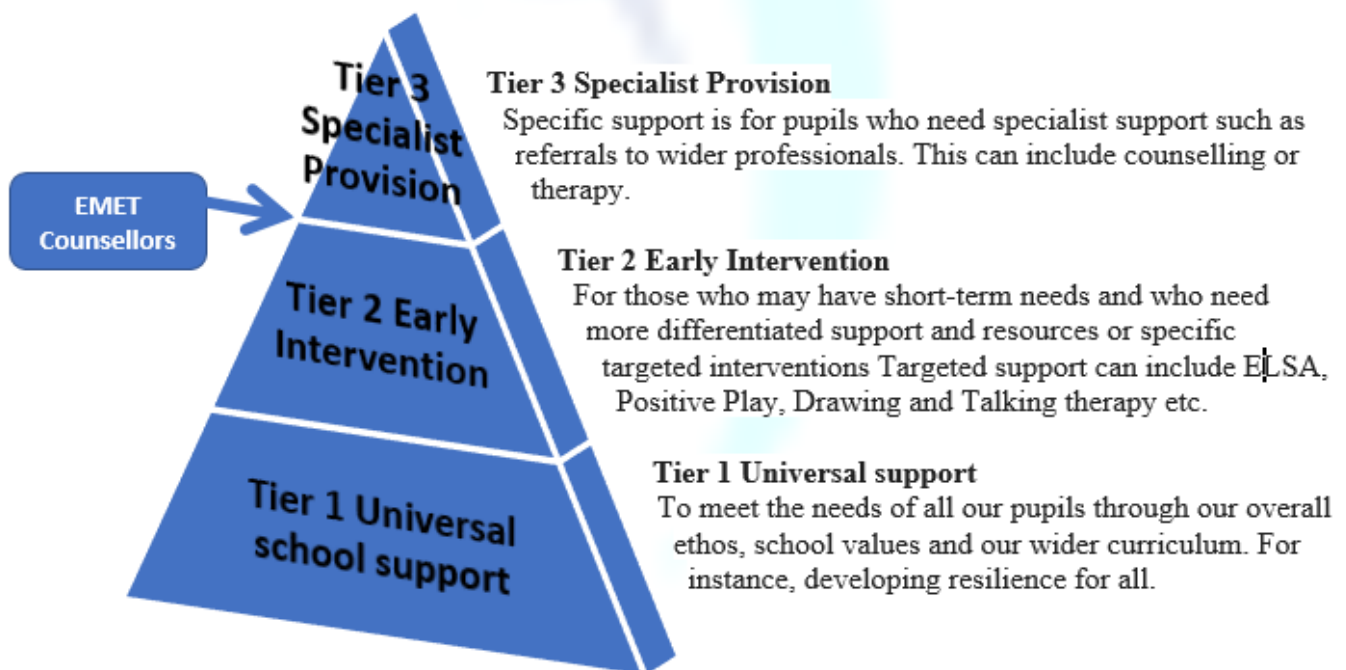 Tier 3
Specialist
Provision
EMET
Counsellors
Tier 2 Early
Intervention
Tier 1 Universal
school support
Tier 3 Specialist Provision
Specific support is for pupils who need specialist support such as
referrals to wider professionals. This can include counselling or
therapy.
Tier 2 Early Intervention
For those who may have short-term needs and who need
more differentiated support and resources or specific
targeted interventions Targeted support can include ELSA,
Positive Play, Drawing and Talking therapy etc.
Tier 1 Universal support
To meet the needs of all our pupils through our overall
ethos, school values and our wider curriculum. For
instance, developing resilience for all.